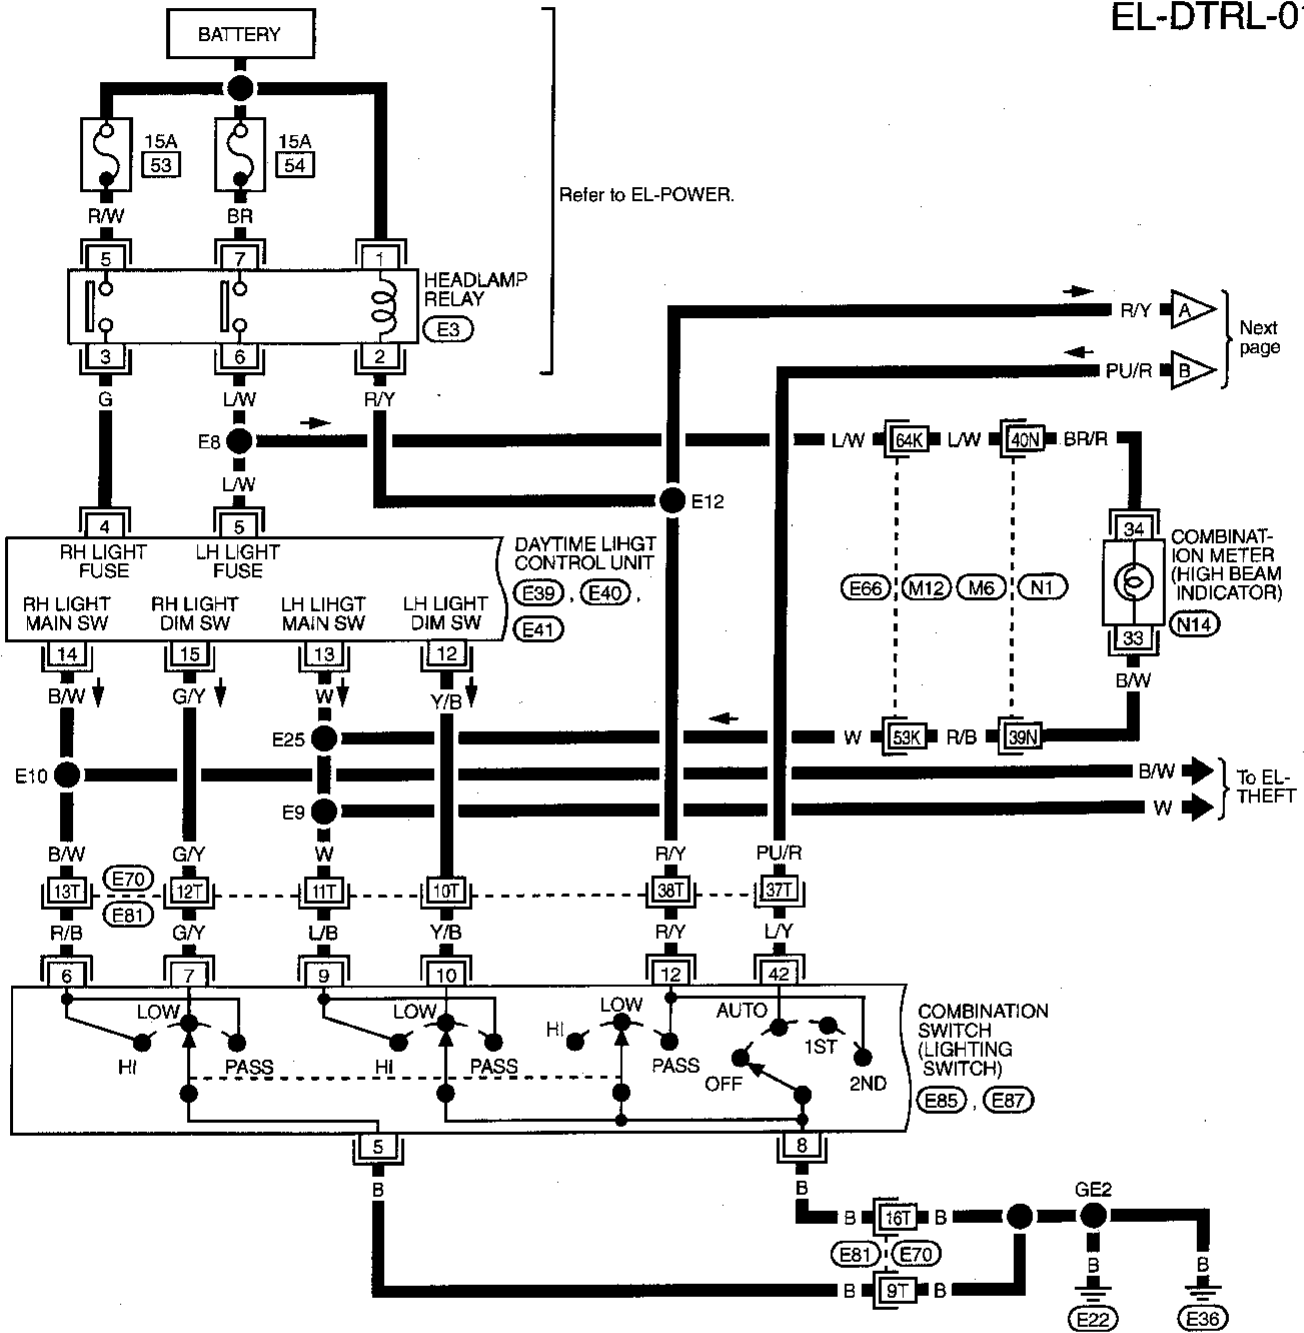 EL-DTRL-01
BATTERY
15A
53
15A
54
Refer to EL-POWER.
R/W
BR
5
7
1
HEADLAMP
RELAY
E3
3
6
2
G
L/W
R/Y
R/Y
A
Next
page
PU/R
B
E8
L/W
64K
L/W
40N
BR/R
L/W
E12
4
5
34
RH LIGHT
FUSE
LH LIGHT
FUSE
DAYTIME LIHGT
CONTROL UNIT
E39 , E40 ,
E41
COMBINAT-
ION METER
(HIGH BEAM
INDICATOR)
N14
RH LIGHT
MAIN SW
RH LIGHT
DIM SW
LH LIHGT
MAIN SW
LH LIGHT
DIM SW
E66
M12
M6
N1
14
15
13
12
33
B/W
G/Y
W
Y/B
B/W
E25
W
53K
R/B
39N
E10
B/W
To EL-
THEFT
E9
W
B/W
G/Y
W
R/Y
PU/R
13T
E70
E81
12T
11T
10T
38T
37T
R/B
G/Y
L/B
Y/B
R/Y
L/Y
6
7
9
10
12
42
LOW
HI
PASS
LOW
HI
PASS
LOW
HI
PASS
AUTO
1ST
OFF
2ND
COMBINATION
SWITCH
(LIGHTING
SWITCH)
E85 , E87
5
8
B
B
B
16T
B
GE2
E81
E70
B
9T
B
B
B
E22
E36